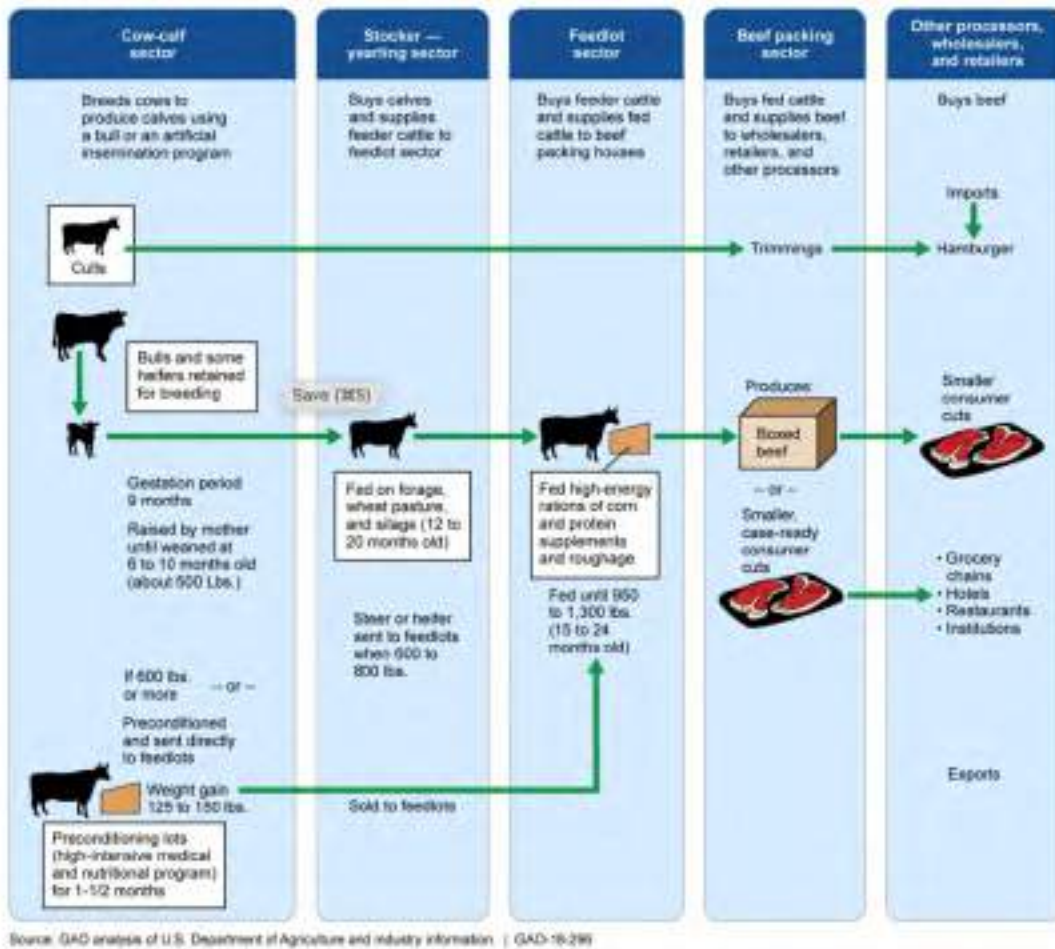 Cow-calf
sector
Stocker —
yearling sector
Feedlot
sector
Beef packing
sector
Other processors,
wholesalers,
and retailers
Breeds cows to
produce calves using
a bull or an artificial
insemination program
Buys calves
and supplies
feeder cattle to
feedlot sector
Buys feeder cattle
and supplies fed
cattle to beef
packing houses
Buys fed cattle
and supplies beef
to wholesalers,
retailers, and
other processors
Buys beef
Imports
Culls
Trimmings
Hamburger
Bulls and some
heifers retained
for breeding
Save (⌘S)
Produces
Boxed
beef
Smaller
consumer
cuts
Gestation period
9 months
Raised by mother
until weaned at
6 to 10 months old
(about 500 Lbs.)
Fed on forage,
wheat pasture,
and silage (12 to
20 months old)
Fed high-energy
rations of corn
and protein
supplements
and roughage
-- or --
Smaller,
case-ready
consumer
cuts
Steer or heifer
sent to feedlots
when 600 to
800 lbs.
Fed until 950
to 1,300 lbs.
(15 to 24
months old)
• Grocery
chains
• Hotels
• Restaurants
• Institutions
If 600 lbs.
or more
-- or --
Preconditioned
and sent directly
to feedlots
Weight gain
125 to 150 lbs.
Sold to feedlots
Exports
Preconditioning lots
(high-intensive medical
and nutritional program)
for 1-1/2 months
Source: GAO analysis of U.S. Department of Agriculture and industry information. | GAO-18-296